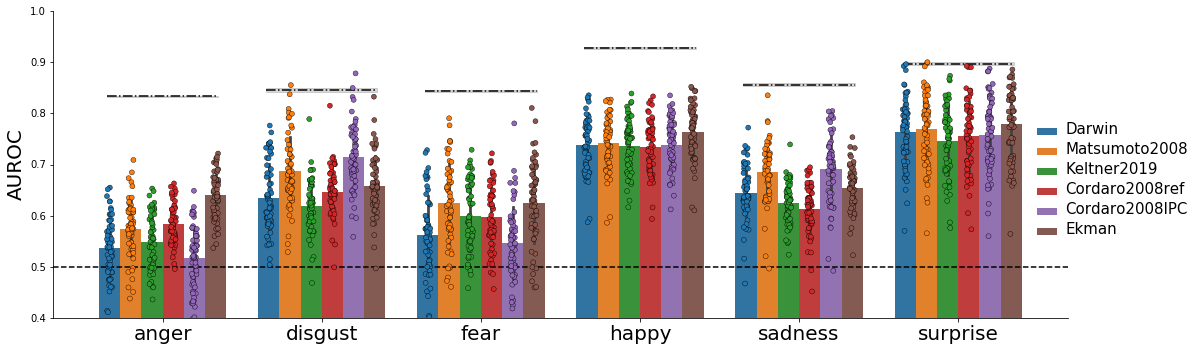 1.0
0.9
0.8
0.7
0.6
0.5
0.4
AUROC
anger disgust fear happy sadness surprise
Darwin
Matsumoto2008
Keltner2019
Cordaro2008ref
Cordaro2008IPC
Ekman